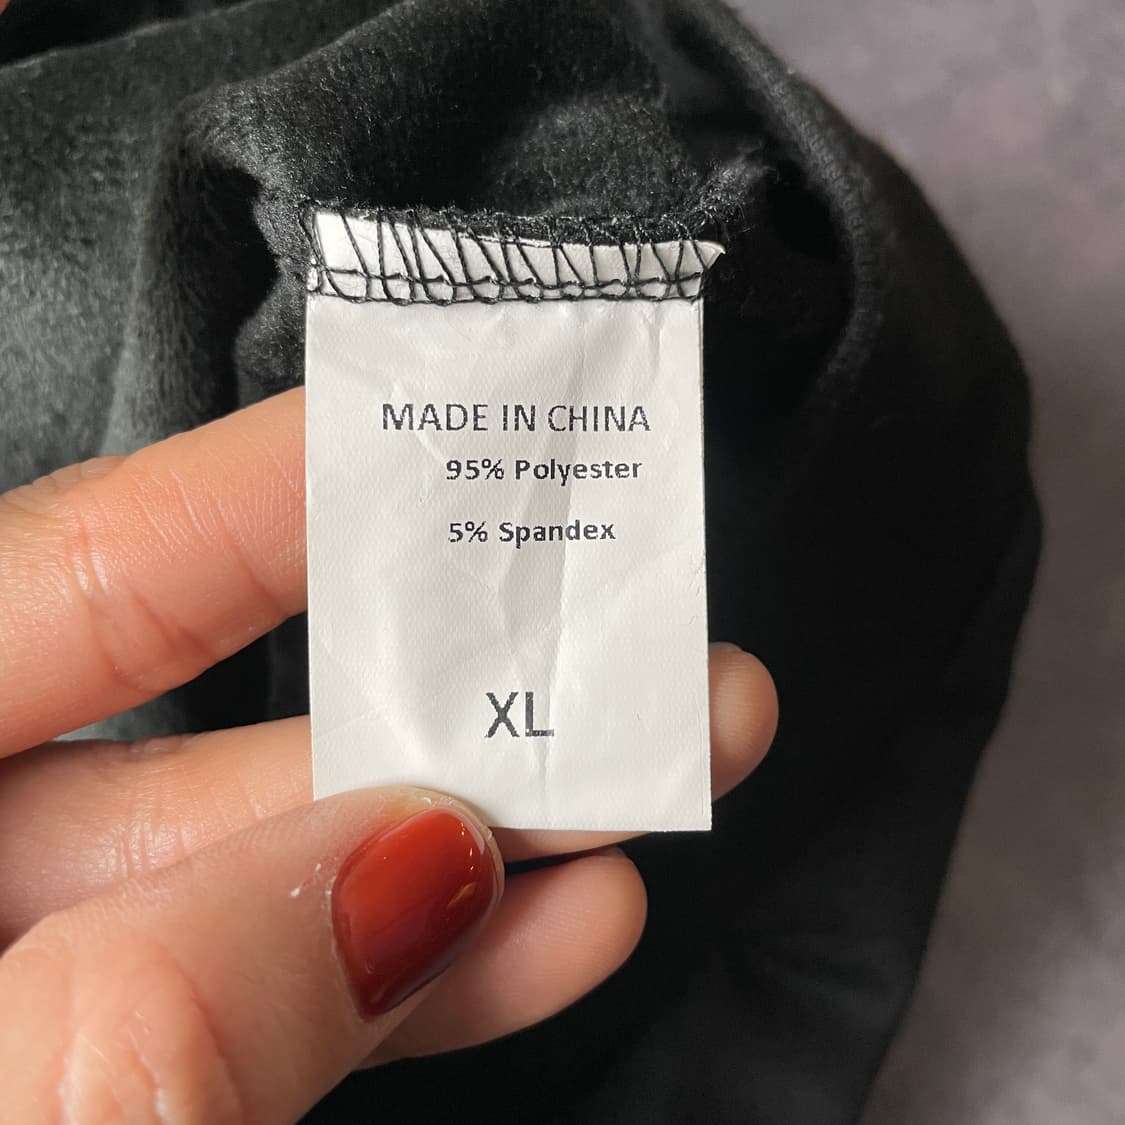 MADE IN CHINA
95% Polyester
5% Spandex
XL